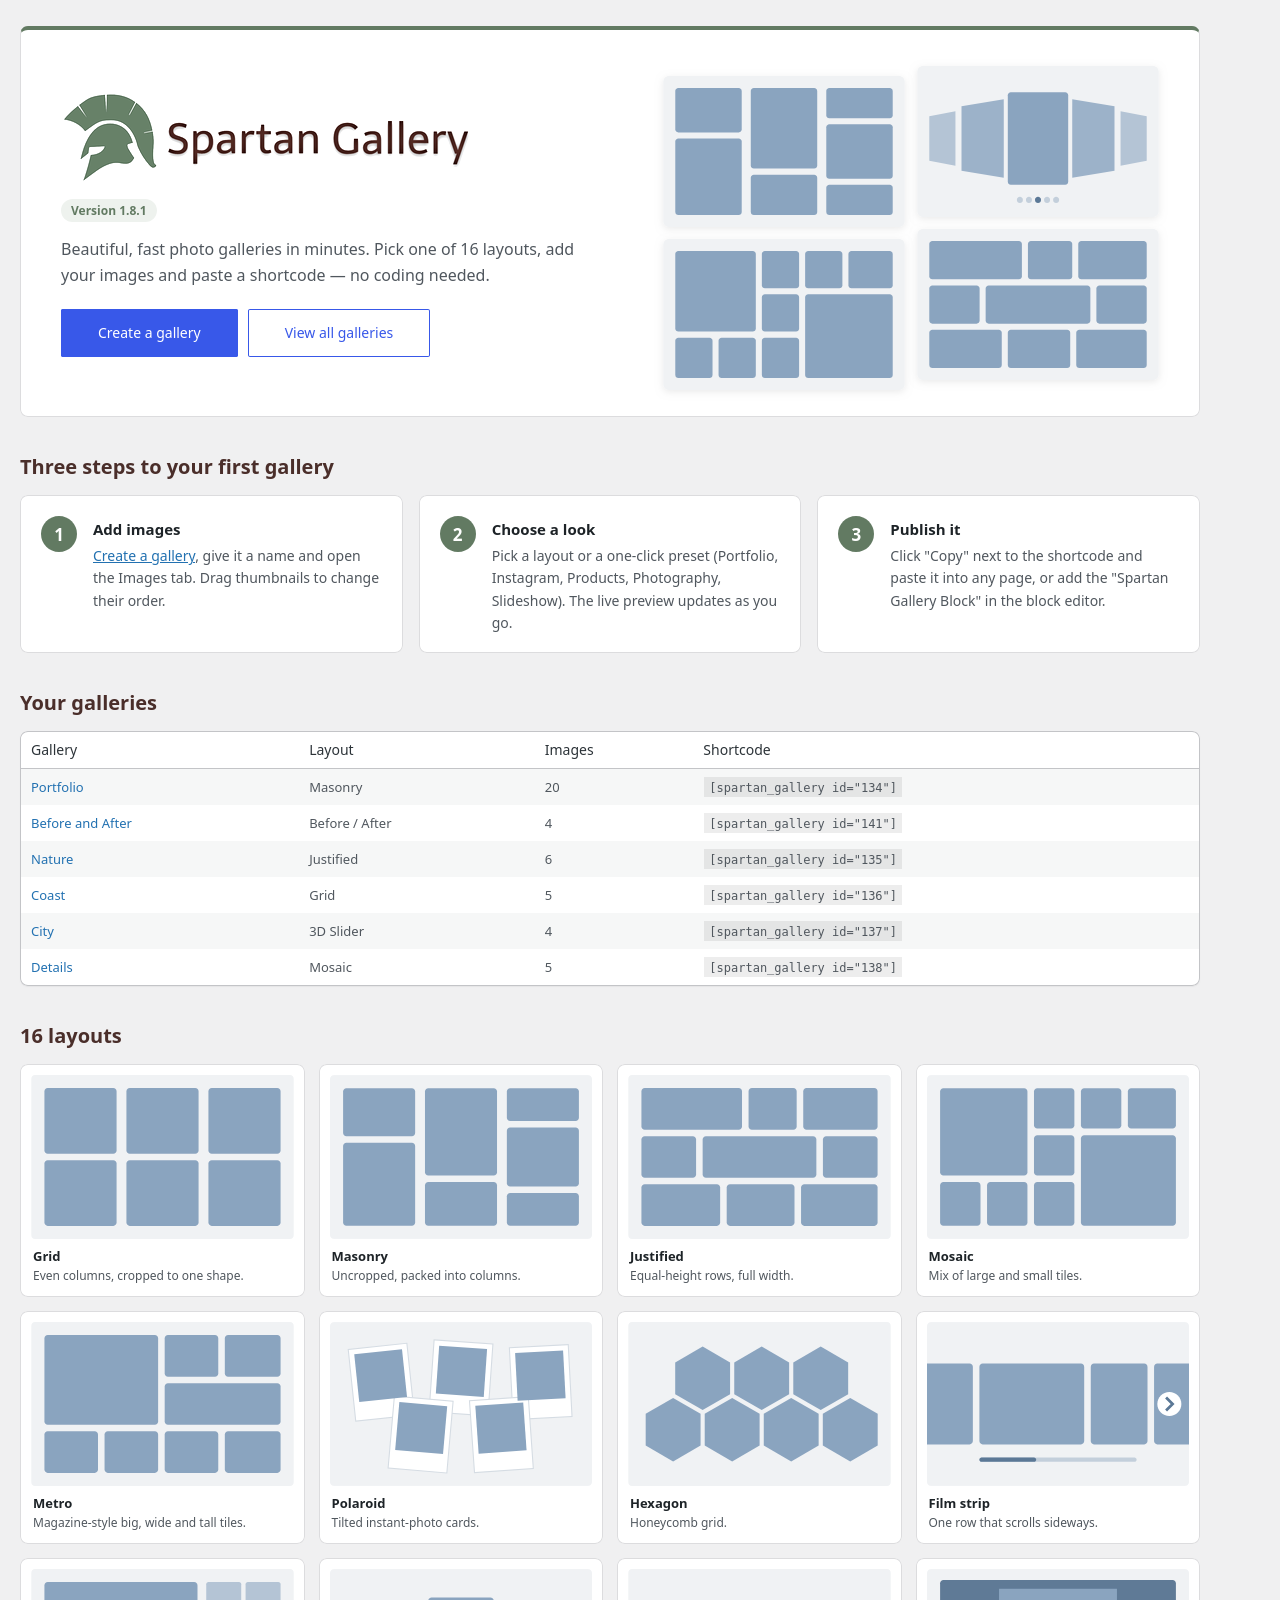 Spartan Gallery
Version 1.8.1
Beautiful, fast photo galleries in minutes. Pick one of 16 layouts, add
your images and paste a shortcode — no coding needed.
Create a gallery
View all galleries
Three steps to your first gallery
1
Add images
Create a gallery, give it a name and open
the Images tab. Drag thumbnails to change
their order.
2
Choose a look
Pick a layout or a one-click preset (Portfolio,
Instagram, Products, Photography,
Slideshow). The live preview updates as you
go.
3
Publish it
Click "Copy" next to the shortcode and
paste it into any page, or add the "Spartan
Gallery Block" in the block editor.
Your galleries
Gallery Layout Images Shortcode
Portfolio Masonry 20 [spartan_gallery id="134"]
Before and After Before / After 4 [spartan_gallery id="141"]
Nature Justified 6 [spartan_gallery id="135"]
Coast Grid 5 [spartan_gallery id="136"]
City 3D Slider 4 [spartan_gallery id="137"]
Details Mosaic 5 [spartan_gallery id="138"]
16 layouts
Grid
Even columns, cropped to one shape.
Masonry
Uncropped, packed into columns.
Justified
Equal-height rows, full width.
Mosaic
Mix of large and small tiles.
Metro
Magazine-style big, wide and tall tiles.
Polaroid
Tilted instant-photo cards.
Hexagon
Honeycomb grid.
Film strip
One row that scrolls sideways.